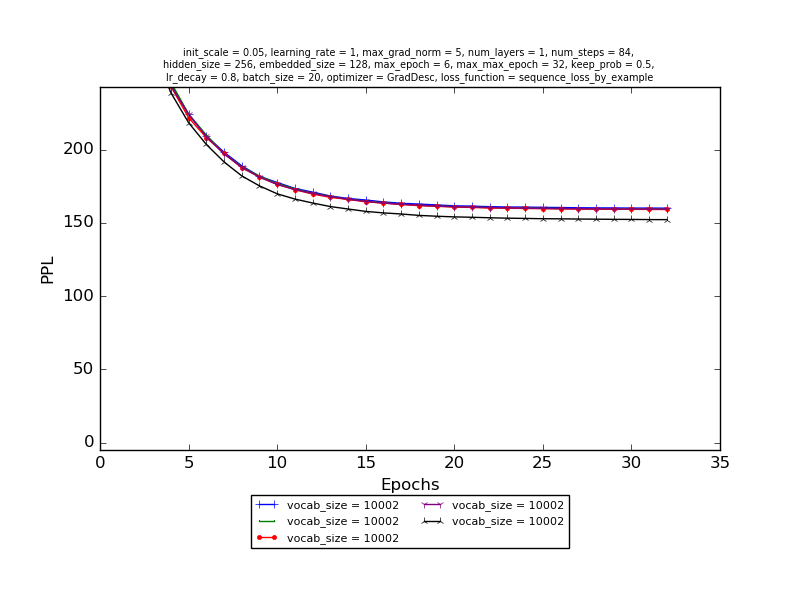 init_scale = 0.05, learning_rate = 1, max_grad_norm = 5, num_layers = 1, num_steps = 84,
hidden_size = 256, embedded_size = 128, max_epoch = 6, max_max_epoch = 32, keep_prob = 0.5,
lr_decay = 0.8, batch_size = 20, optimizer = GradDesc, loss_function = sequence_loss_by_example
200
150
100
50
0
PPL
0 5 10 15 20 25 30 35
Epochs
vocab_size = 10002 vocab_size = 10002
vocab_size = 10002 vocab_size = 10002
vocab_size = 10002